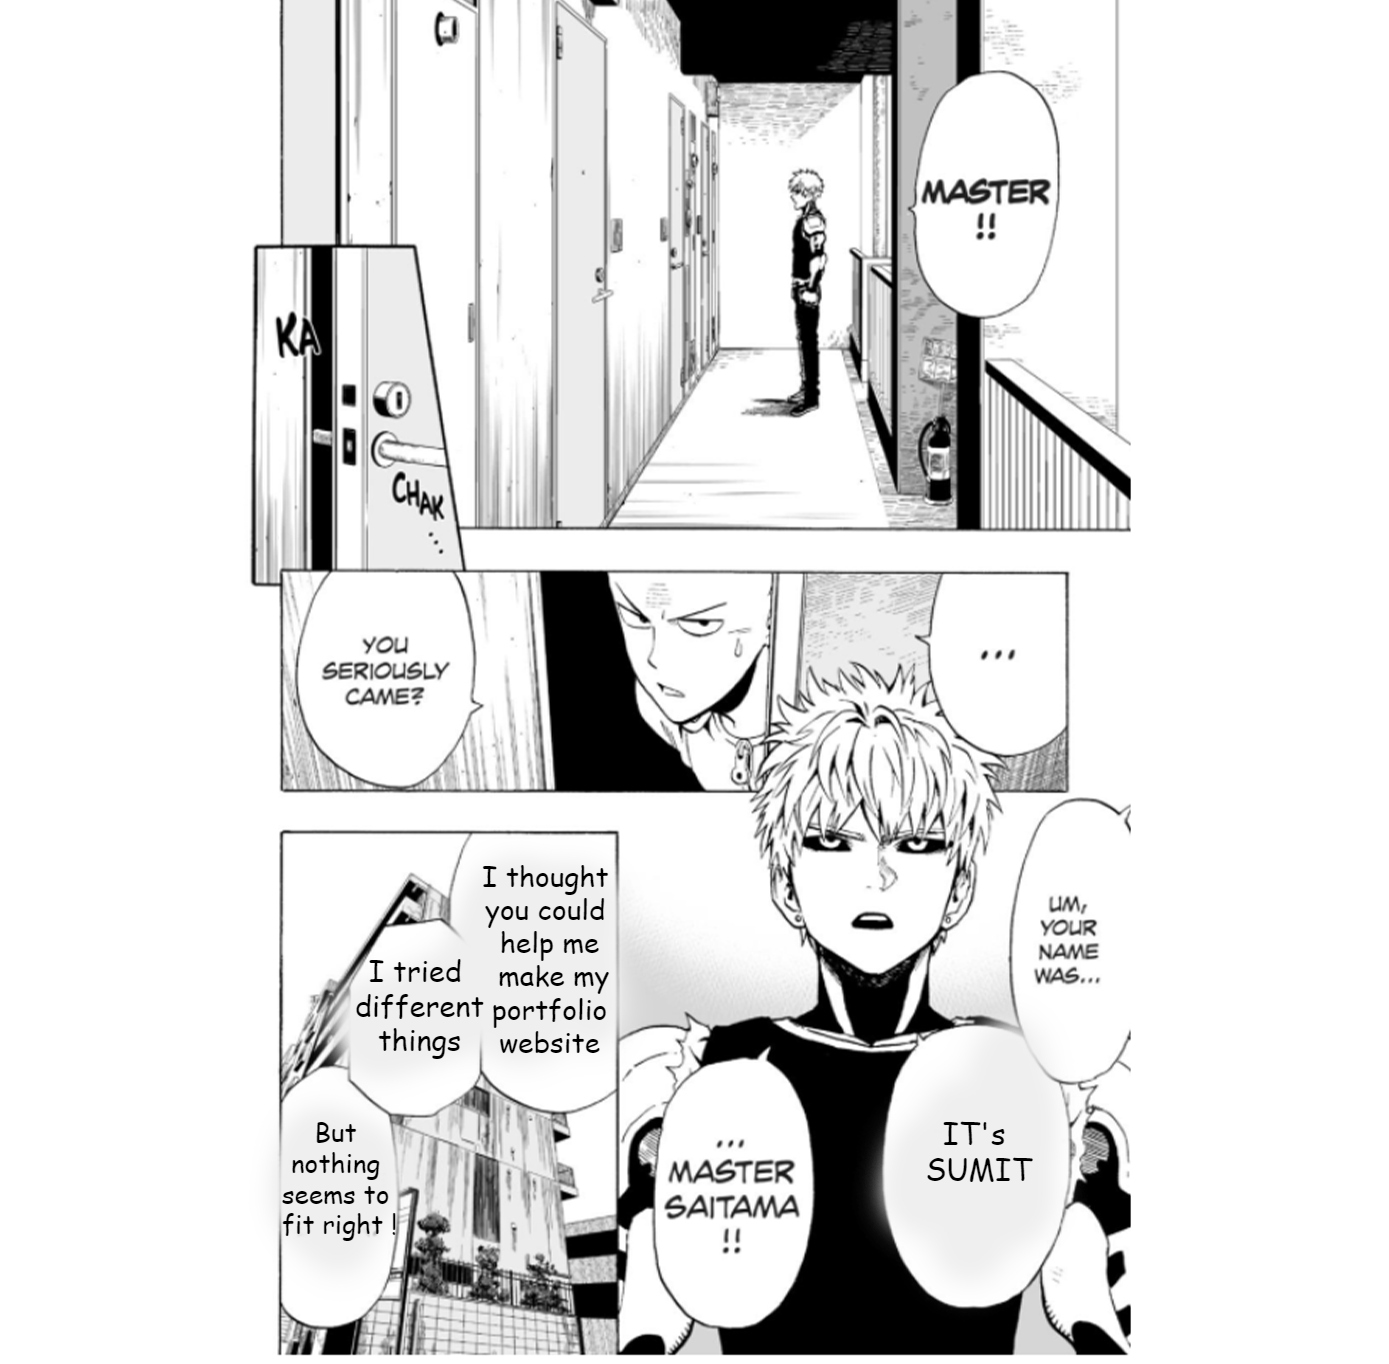 MASTER
!!
KA
CHAK
...
...
YOU
SERIOUSLY
CAME?
UM,
YOUR
NAME
WAS...
IT's
SUMIT
...
MASTER
SAITAMA
!!
I thought
you could
help me
make my
portfolio
website
I tried
different
things
But
nothing
seems to
fit right !